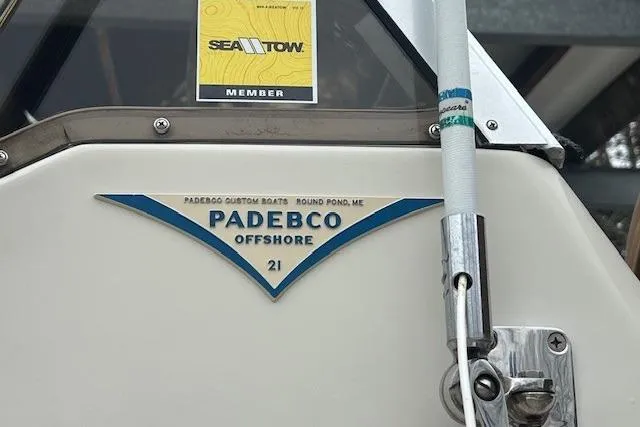 SEA TOW
MEMBER
PADEBCO CUSTOM BOATS ROUND POND, ME
PADEBCO
OFFSHORE
21